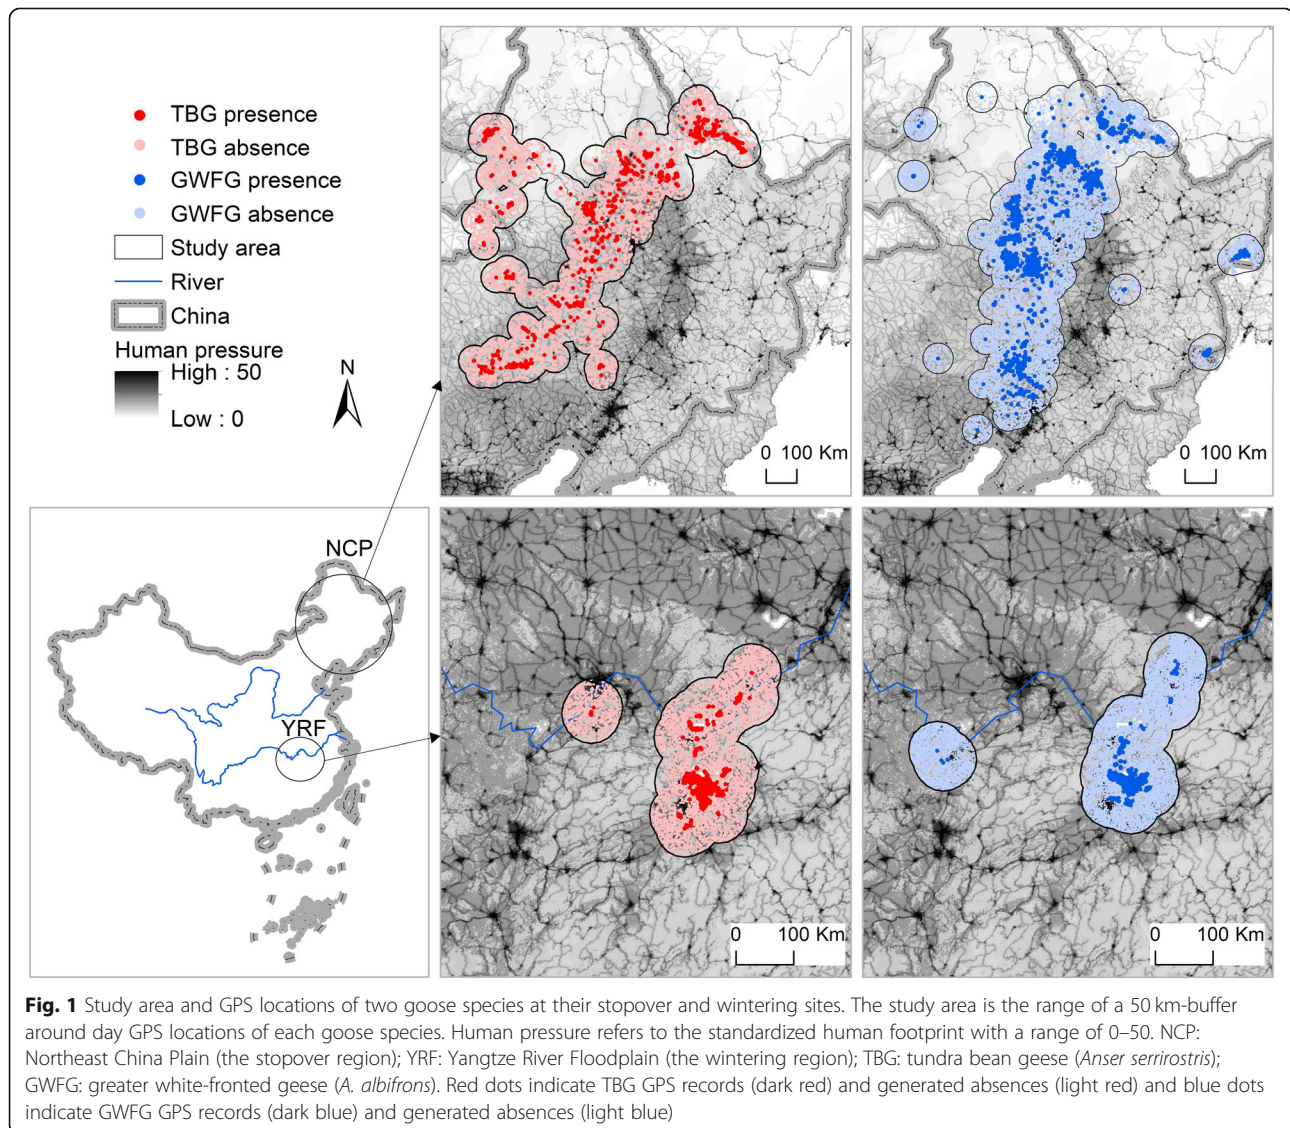 TBG presence
TBG absence
GWFG presence
GWFG absence
Study area
River
China
Human pressure
High : 50
Low : 0
N
0 100 Km
0 100 Km
NCP
YRF
0 100 Km
0 100 Km
Fig. 1 Study area and GPS locations of two goose species at their stopover and wintering sites. The study area is the range of a 50 km-buffer
around day GPS locations of each goose species. Human pressure refers to the standardized human footprint with a range of 0–50. NCP:
Northeast China Plain (the stopover region); YRF: Yangtze River Floodplain (the wintering region); TBG: tundra bean geese (Anser serrirostris);
GWFG: greater white-fronted geese (A. albifrons). Red dots indicate TBG GPS records (dark red) and generated absences (light red) and blue dots
indicate GWFG GPS records (dark blue) and generated absences (light blue)